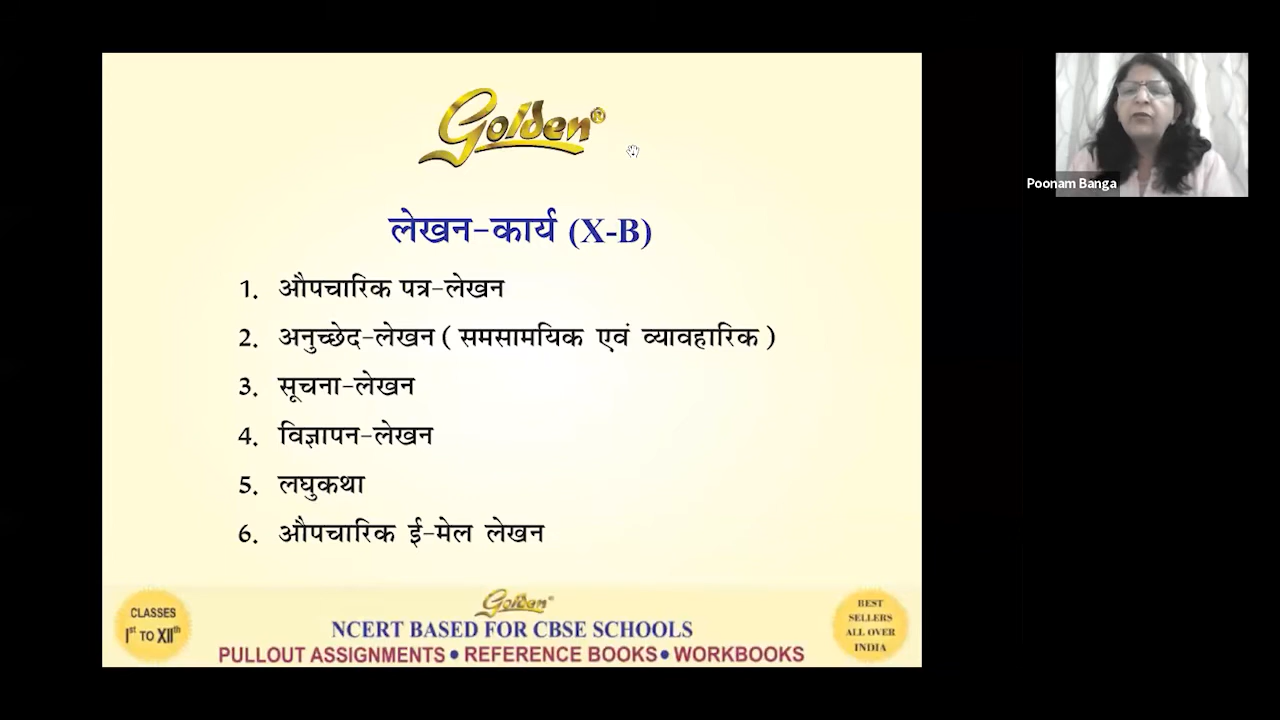 Golden®
Poonam Banga
लेखन-कार्य (X-B)
1. औपचारिक पत्र-लेखन
2. अनुच्छेद-लेखन ( समसामयिक एवं व्यावहारिक )
3. सूचना-लेखन
4. विज्ञापन-लेखन
5. लघुकथा
6. औपचारिक ई-मेल लेखन
CLASSES
Ist TO XIIth
Golden®
NCERT BASED FOR CBSE SCHOOLS
PULLOUT ASSIGNMENTS • REFERENCE BOOKS • WORKBOOKS
BEST
SELLERS
ALL OVER
INDIA